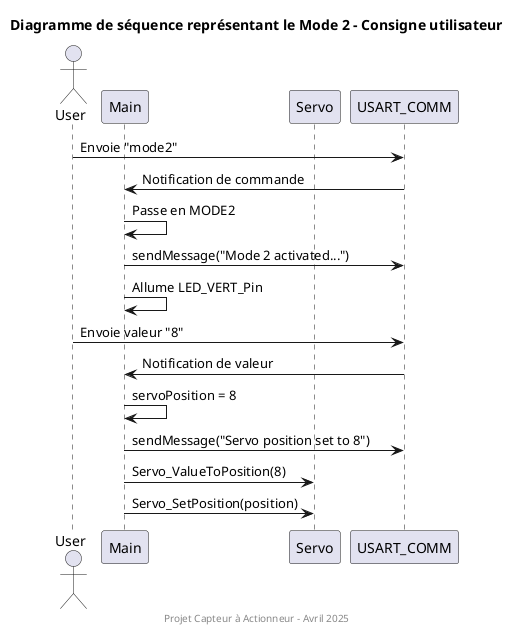 Diagramme de séquence représentant le Mode 2 - Consigne utilisateur
User
Main
Servo
USART_COMM
Envoie "mode2"
Notification de commande
Passe en MODE2
sendMessage("Mode 2 activated...")
Allume LED_VERT_Pin
Envoie valeur "8"
Notification de valeur
servoPosition = 8
sendMessage("Servo position set to 8")
Servo_ValueToPosition(8)
Servo_SetPosition(position)
User
Main
Servo
USART_COMM
Projet Capteur à Actionneur - Avril 2025